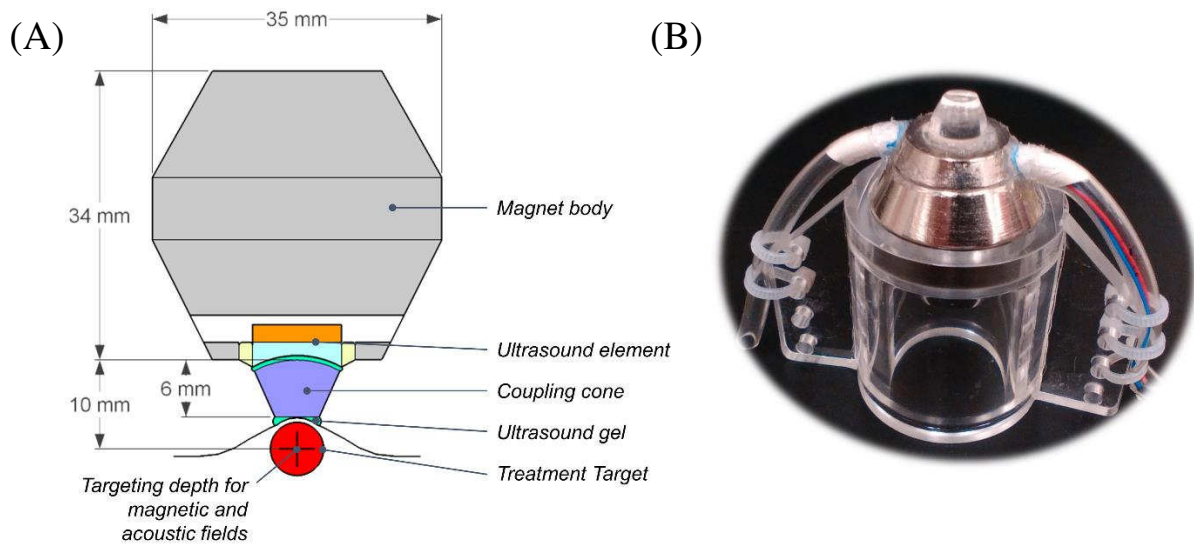 (A)
35 mm
(B)
34 mm
Magnet body
Ultrasound element
Coupling cone
6 mm
10 mm
Ultrasound gel
Treatment Target
Targeting depth for
magnetic and
acoustic fields